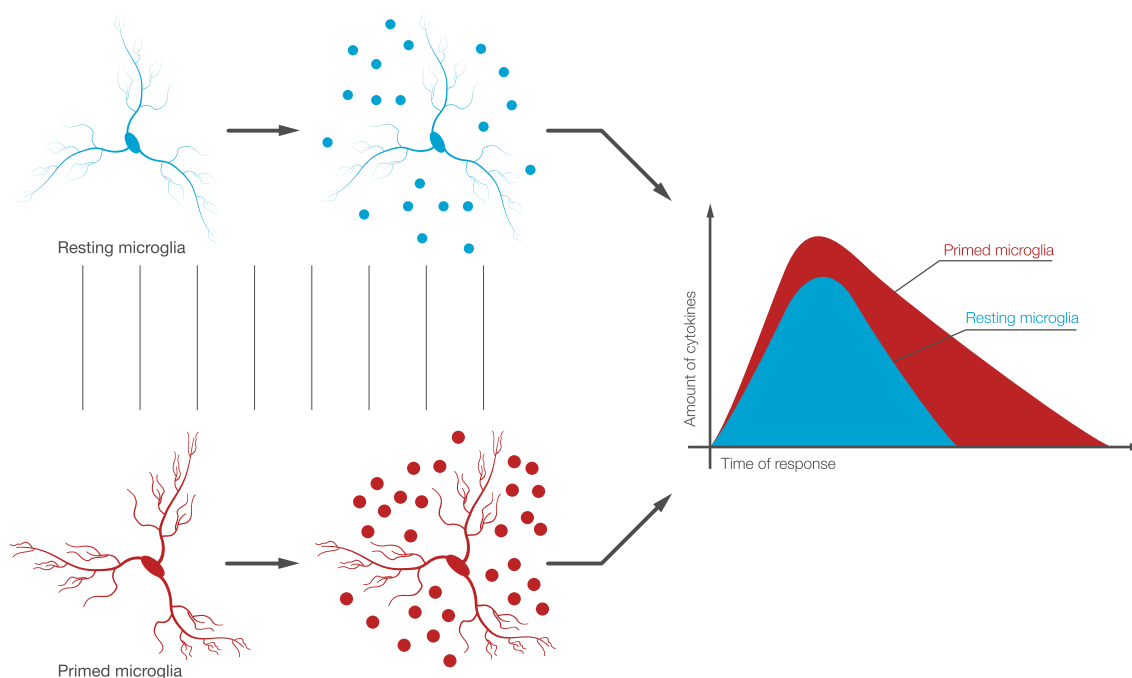 Resting microglia
Primed microglia
Amount of cytokines
Time of response
Primed microglia
Resting microglia